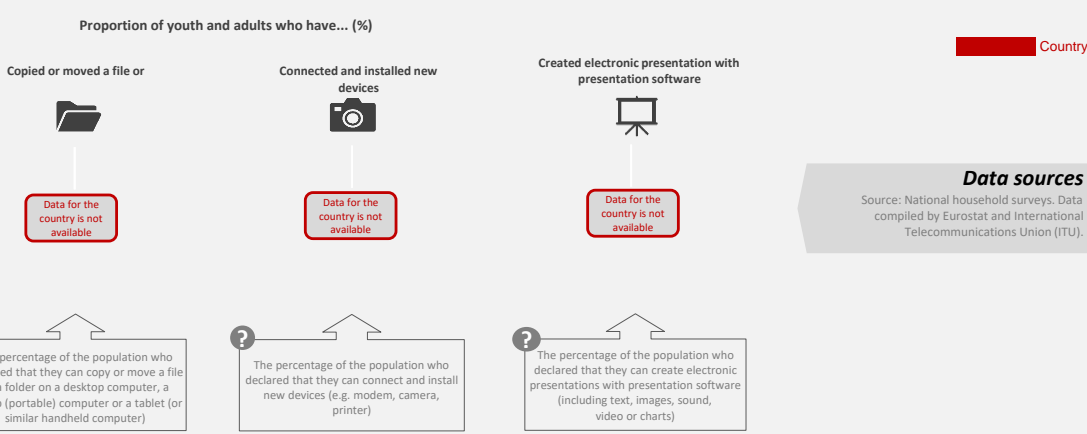 Proportion of youth and adults who have... (%)
Country
Copied or moved a file or
Connected and installed new
devices
Created electronic presentation with
presentation software
Data for the
country is not
available
Data for the
country is not
available
Data for the
country is not
available
Data sources
Source: National household surveys. Data
compiled by Eurostat and International
Telecommunications Union (ITU).
percentage of the population who
ed that they can copy or move a file
folder on a desktop computer, a
(portable) computer or a tablet (or
similar handheld computer)
?
The percentage of the population who
declared that they can connect and install
new devices (e.g. modem, camera,
printer)
?
The percentage of the population who
declared that they can create electronic
presentations with presentation software
(including text, images, sound,
video or charts)